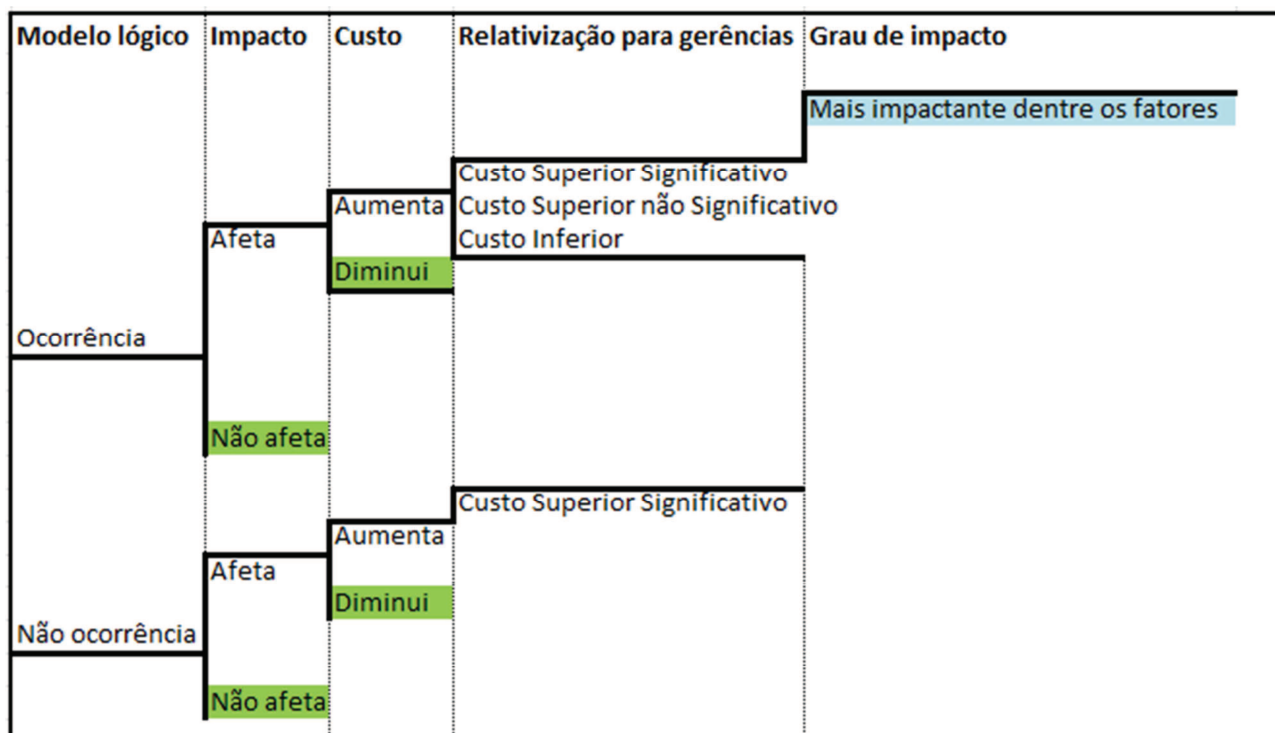 Modelo lógico Impacto Custo Relativização para gerências Grau de impacto
Mais impactante dentre os fatores
Custo Superior Significativo
Aumenta Custo Superior não Significativo
Afeta Custo Inferior
Diminui
Ocorrência
Não afeta
Custo Superior Significativo
Aumenta
Afeta
Diminui
Não ocorrência
Não afeta